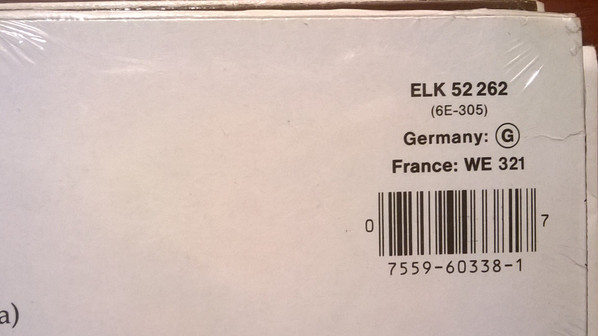 ELK 52 262
(6E-305)
Germany: G
France: WE 321
0 7
7559-60338-1
a)